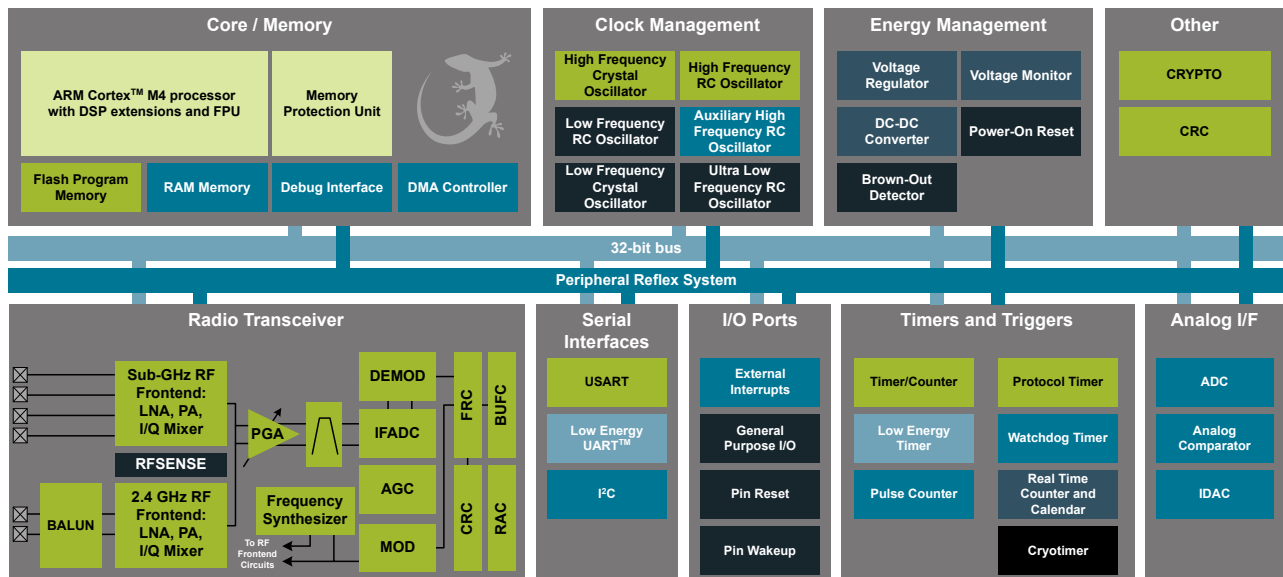 Core / Memory
ARM Cortex™ M4 processor
with DSP extensions and FPU
Memory
Protection Unit
Flash Program
Memory
RAM Memory
Debug Interface
DMA Controller
Clock Management
High Frequency
Crystal
Oscillator
High Frequency
RC Oscillator
Low Frequency
RC Oscillator
Auxiliary High
Frequency RC
Oscillator
Low Frequency
Crystal
Oscillator
Ultra Low
Frequency RC
Oscillator
Energy Management
Voltage
Regulator
Voltage Monitor
DC-DC
Converter
Power-On Reset
Brown-Out
Detector
Other
CRYPTO
CRC
32-bit bus
Peripheral Reflex System
Radio Transceiver
Sub-GHz RF
Frontend:
LNA, PA,
I/Q Mixer
RFSENSE
BALUN
2.4 GHz RF
Frontend:
LNA, PA,
I/Q Mixer
PGA
DEMOD
IFADC
AGC
MOD
Frequency
Synthesizer
To RF
Frontend
Circuits
FRC
BUFC
CRC
RAC
Serial
Interfaces
USART
Low Energy
UART™
I²C
I/O Ports
External
Interrupts
General
Purpose I/O
Pin Reset
Pin Wakeup
Timers and Triggers
Timer/Counter
Protocol Timer
Low Energy
Timer
Watchdog Timer
Pulse Counter
Real Time
Counter and
Calendar
Cryotimer
Analog I/F
ADC
Analog
Comparator
IDAC